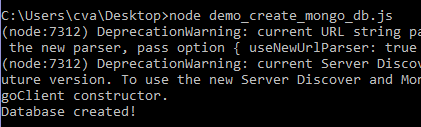 C:\Users\cva\Desktop>node demo_create_mongo_db.js
(node:7312) DeprecationWarning: current URL string pa
 the new parser, pass option { useNewUrlParser: true
(node:7312) DeprecationWarning: current Server Discov
uture version. To use the new Server Discover and Mon
goClient constructor.
Database created!